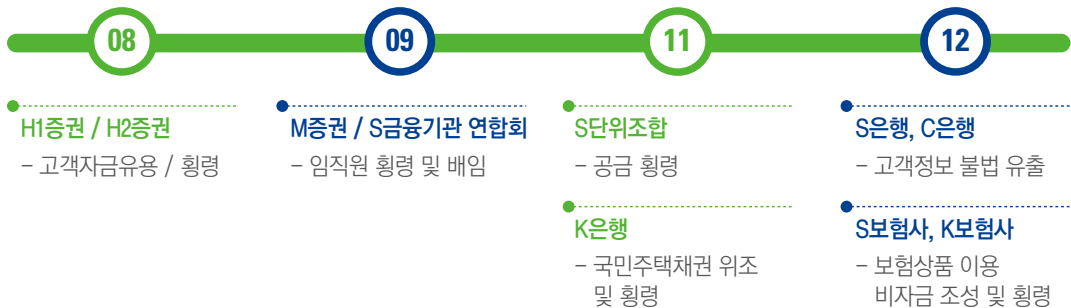 08
09
11
12
H1증권 / H2증권
– 고객자금유용 / 횡령
M증권 / S금융기관 연합회
– 임직원 횡령 및 배임
S단위조합
– 공금 횡령
K은행
– 국민주택채권 위조
및 횡령
S은행, C은행
– 고객정보 불법 유출
S보험사, K보험사
– 보험상품 이용
비자금 조성 및 횡령